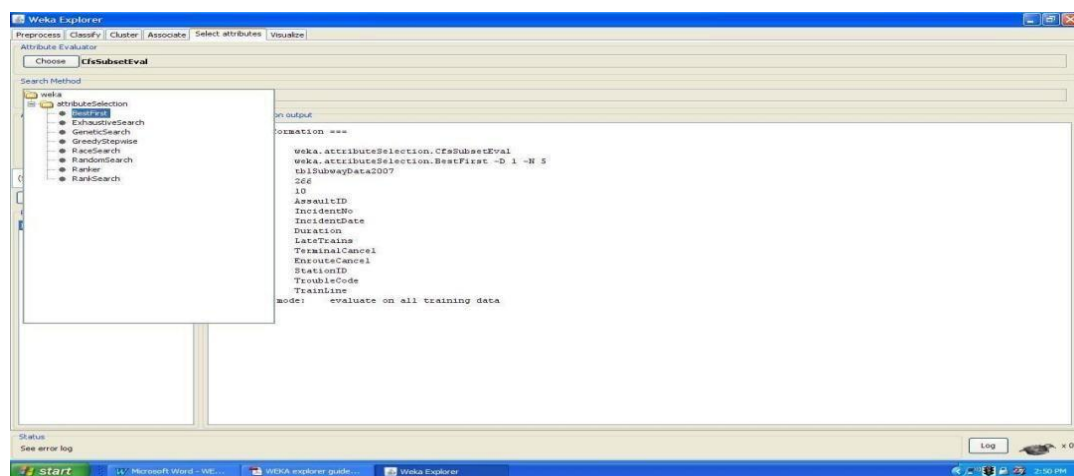 Weka Explorer
Preprocess Classify Cluster Associate Select attributes Visualize
Attribute Evaluator
Choose CfsSubsetEval
Search Method
weka
attributeSelection
BestFirst
ExhaustiveSearch
GeneticSearch
GreedyStepwise
RaceSearch
RandomSearch
Ranker
RankSearch
on output
formation ===
weka.attributeSelection.CfsSubsetEval
weka.attributeSelection.BestFirst -D 1 -N 5
tblSubwayData2007
266
10
AssaultID
IncidentNo
IncidentDate
Duration
LateTrains
TerminalCancel
EnrouteCancel
StationID
TroubleCode
TrainLine
mode: evaluate on all training data
Status
See error log
Log x 0
start Microsoft Word - WE... WEKA explorer guide... Weka Explorer 2:50 PM